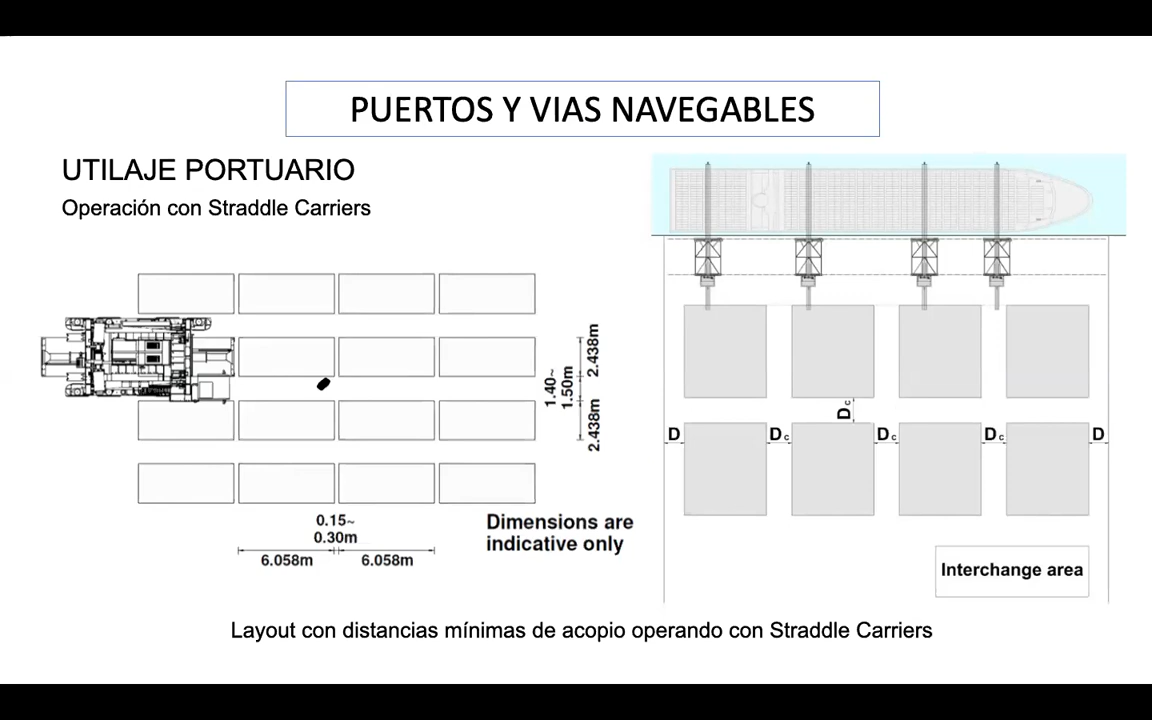 PUERTOS Y VIAS NAVEGABLES
UTILAJE PORTUARIO
Operación con Straddle Carriers
2.438m
1.40~
1.50m
2.438m
0.15~
0.30m
6.058m
6.058m
Dimensions are
indicative only
Dc
D
Dc
Dc
Dc
D
Interchange area
Layout con distancias mínimas de acopio operando con Straddle Carriers